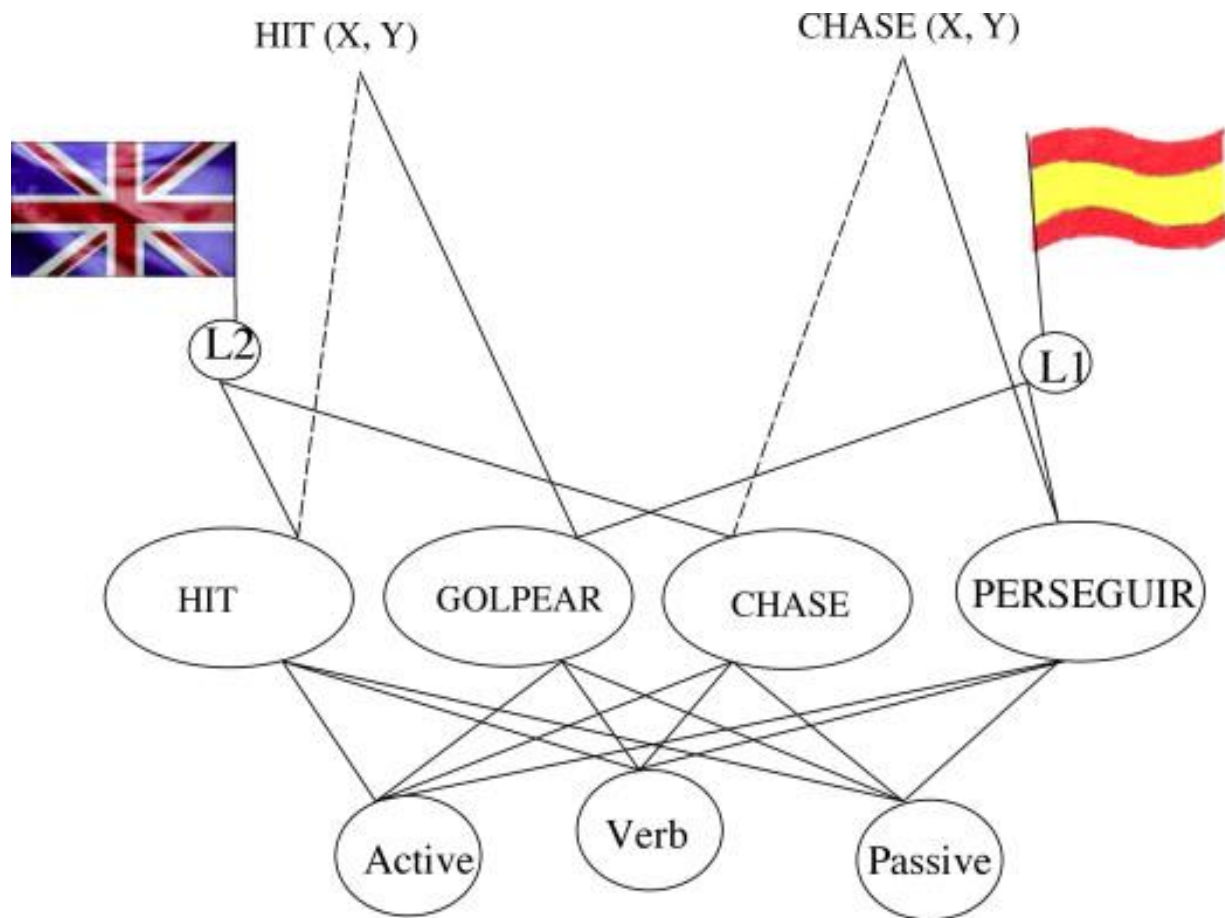 HIT (X, Y)
CHASE (X, Y)
L2
L1
HIT
GOLPEAR
CHASE
PERSEGUIR
Active
Verb
Passive